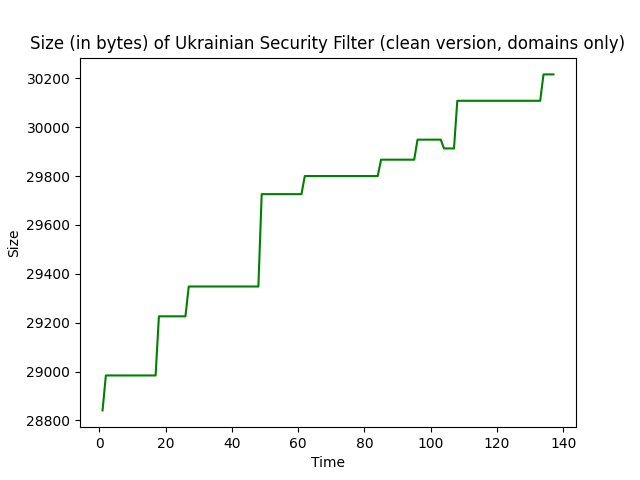 Size (in bytes) of Ukrainian Security Filter (clean version, domains only)
30200
30000
29800
29600
29400
29200
29000
28800
Size
0 20 40 60 80 100 120 140
Time